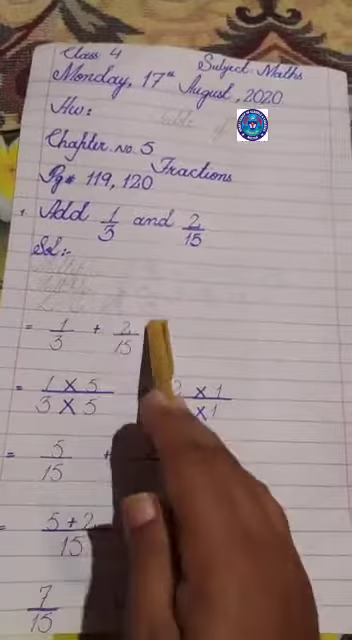 Class 4
Subject Maths
Monday, 17th August, 2020
Hw:
Chapter no. 5
Fractions
Pg# 119, 120
1. Add 1/3 and 2/15
Sol:-
= 1/3 + 2/15
= 1 × 5 / 3 × 5 2 × 1 / × 1
= 5/15 +
= 5+2 / 15
7/15